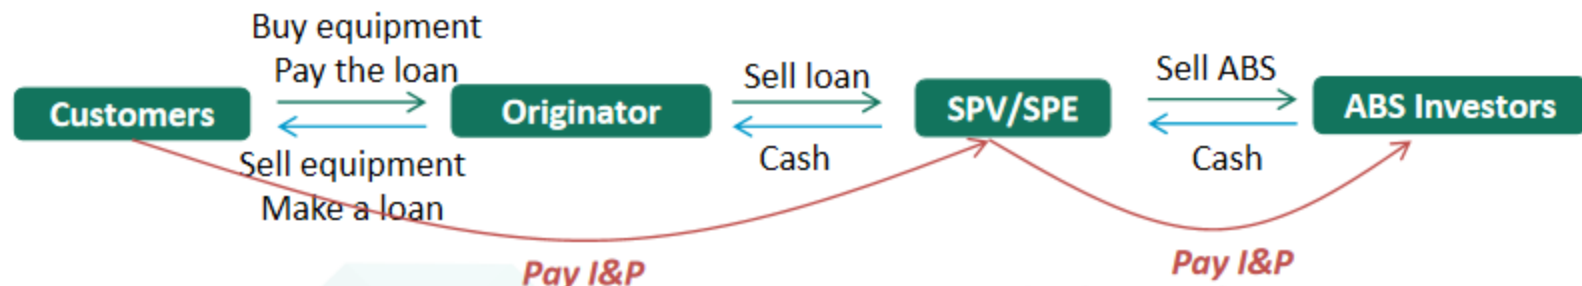 Buy equipment
Pay the loan
Customers
Sell equipment
Make a loan
Originator
Sell loan
Cash
SPV/SPE
Sell ABS
Cash
ABS Investors
Pay I&P
Pay I&P